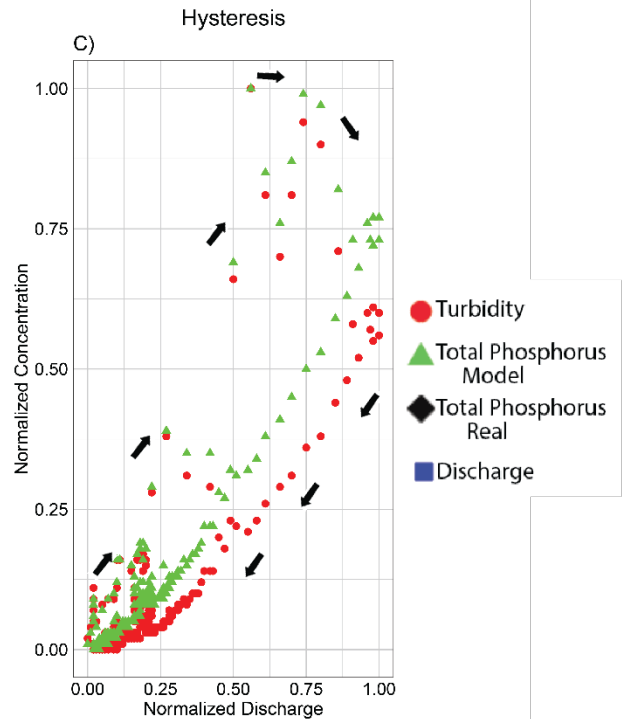 Hysteresis
C)
1.00
0.75
0.50
0.25
0.00
Normalized Concentration
0.00 0.25 0.50 0.75 1.00
Normalized Discharge
Turbidity
Total Phosphorus
Model
Total Phosphorus
Real
Discharge